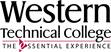 Western
Technical College
THE eSSENTIAL EXPERIENCE